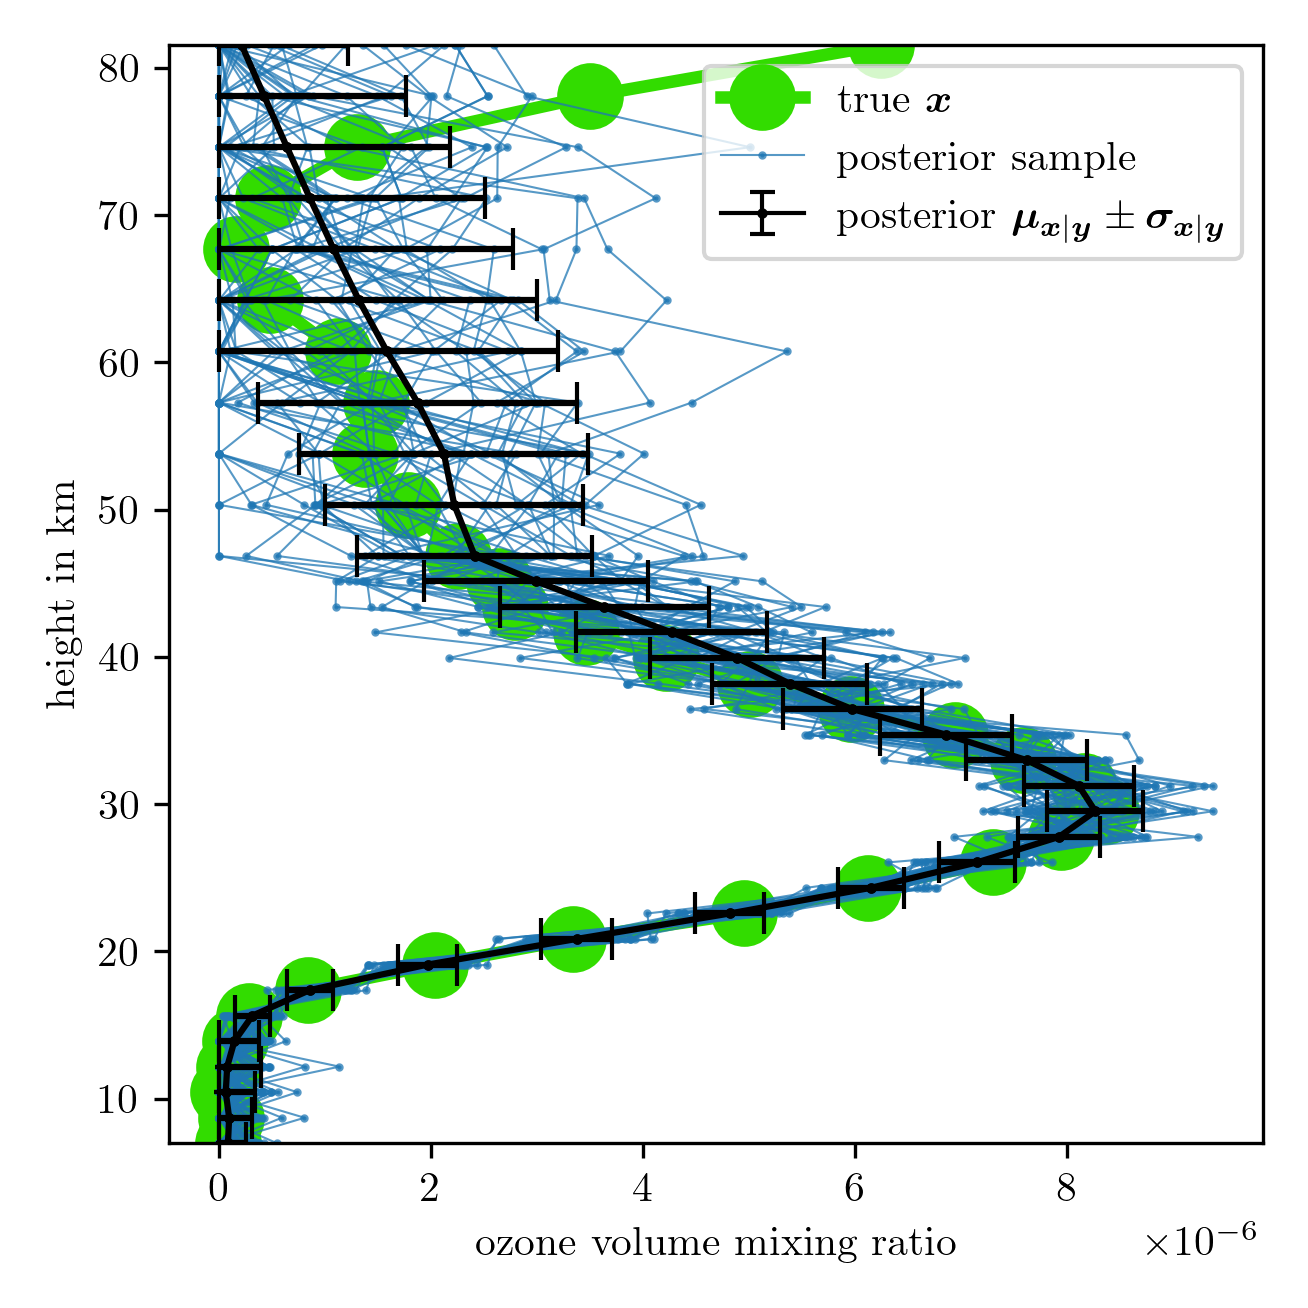 80
70
60
50
40
30
20
10
height in km
true x
posterior sample
posterior μx|y ± σx|y
0 2 4 6 8
ozone volume mixing ratio
×10⁻⁶